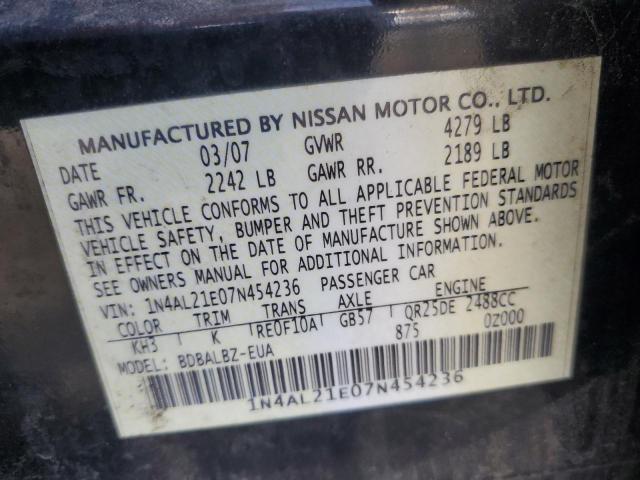 MANUFACTURED BY NISSAN MOTOR CO., LTD.
DATE 03/07 GVWR 4279 LB
GAWR FR. 2242 LB GAWR RR. 2189 LB
THIS VEHICLE CONFORMS TO ALL APPLICABLE FEDERAL MOTOR
VEHICLE SAFETY, BUMPER AND THEFT PREVENTION STANDARDS
IN EFFECT ON THE DATE OF MANUFACTURE SHOWN ABOVE.
SEE OWNERS MANUAL FOR ADDITIONAL INFORMATION.
VIN: 1N4AL21E07N454236 PASSENGER CAR
COLOR TRIM TRANS AXLE ENGINE
KH3 K RE0F10A GB57 QR25DE 2488CC
MODEL: BDBALBZ-EUA 875 0Z000
1N4AL21E07N454236